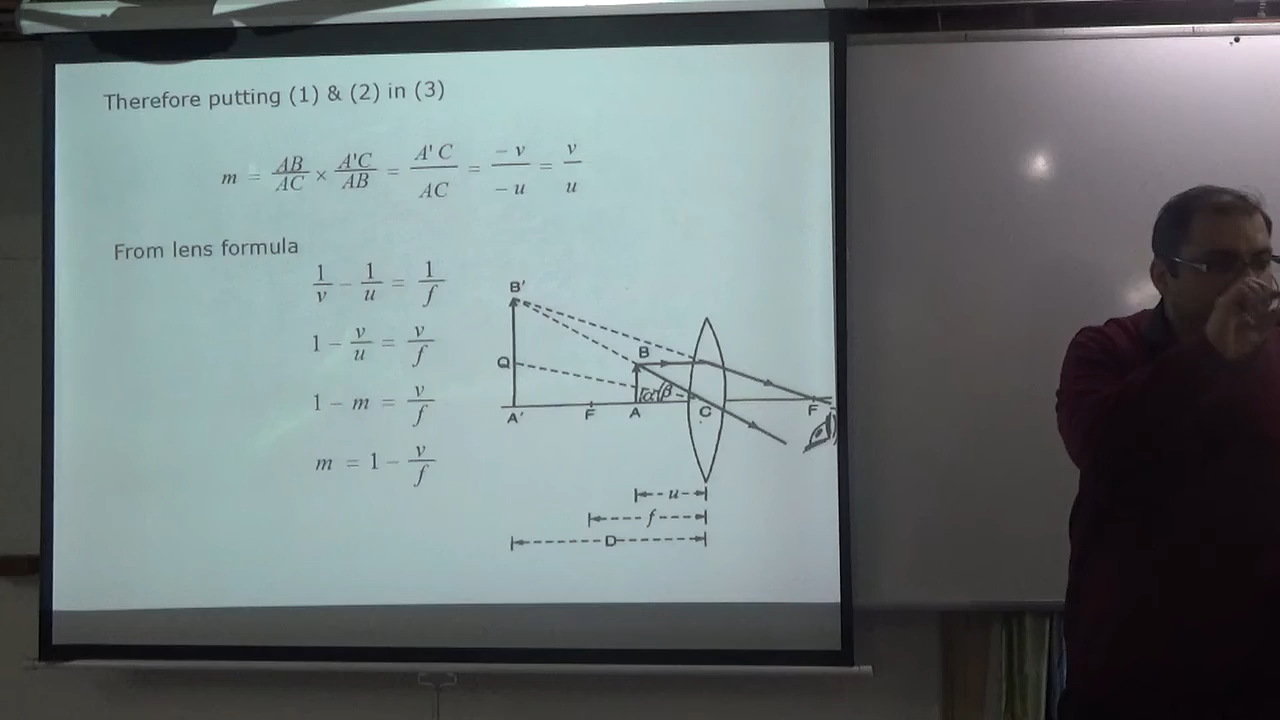 Therefore putting (1) & (2) in (3)
m = AB/AC × A'C/AB = A'C/AC = -v/-u = v/u
From lens formula
1/v - 1/u = 1/f
1 - v/u = v/f
1 - m = v/f
m = 1 - v/f
B'
B
Q
α β
A' F A C F
u
f
D